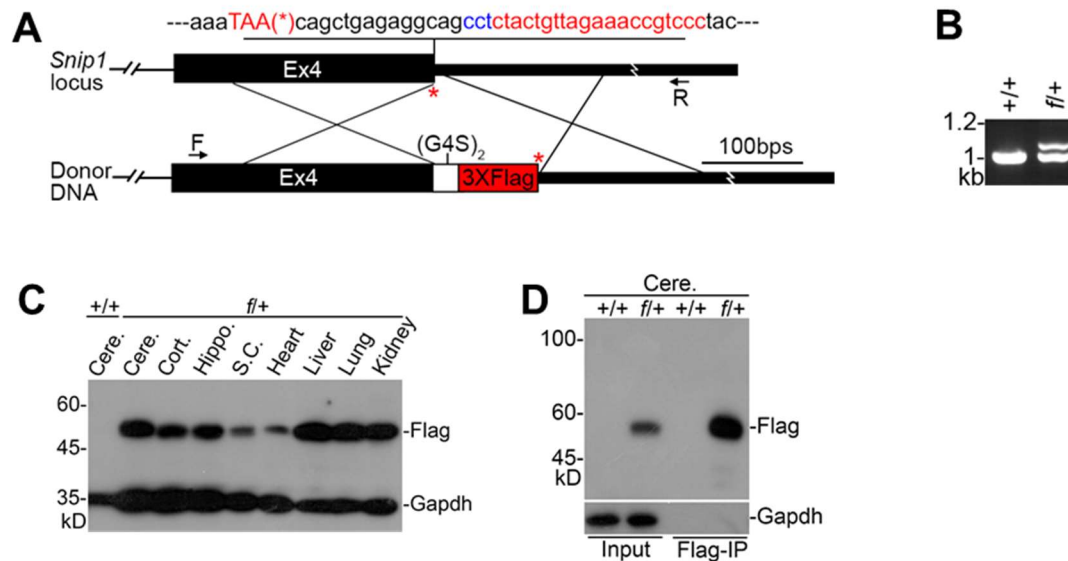 A
---aaaTAA(*)cagctgagaggcagcctctactgttagaaaccgtccctac---
Snip1
locus
Ex4
*
R
F
(G4S)2
*
100bps
Donor
DNA
Ex4
3XFlag
B
+/+ f/+
1.2-
1-
kb
C
+/+ f/+
Cere. Cere. Cort. Hippo. S.C. Heart Liver Lung Kidney
60-
-Flag
45-
35-
-Gapdh
kD
D
Cere.
+/+ f/+ +/+ f/+
100-
60-
-Flag
45-
kD
-Gapdh
Input Flag-IP